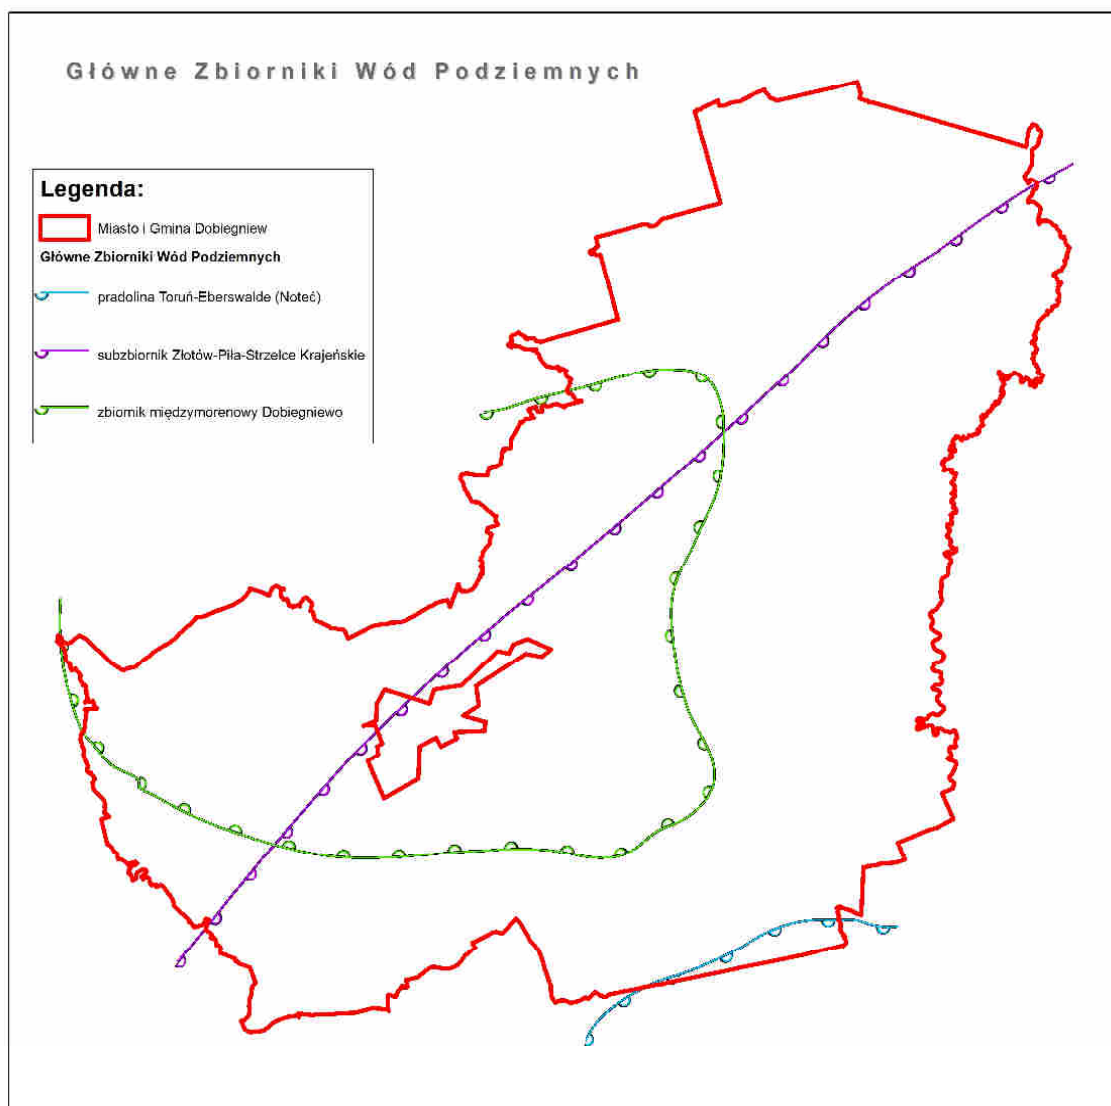 Główne Zbiorniki Wód Podziemnych
Legenda:
Miasto i Gmina Dobiegniew
Główne Zbiorniki Wód Podziemnych
pradolina Toruń-Eberswalde (Noteć)
subzbiornik Złotów-Piła-Strzelce Krajeńskie
zbiornik międzymorenowy Dobiegniewo